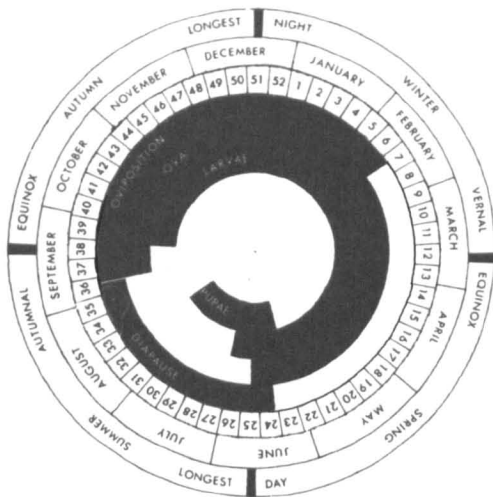 LONGEST NIGHT
WINTER
VERNAL EQUINOX
SPRING
LONGEST DAY
SUMMER
AUTUMNAL EQUINOX
AUTUMN
DECEMBER
JANUARY
FEBRUARY
MARCH
APRIL
MAY
JUNE
JULY
AUGUST
SEPTEMBER
OCTOBER
NOVEMBER
1 2 3 4 5 6 7 8 9 10 11 12 13 14 15 16 17 18 19 20 21 22 23 24 25 26 27 28 29 30 31 32 33 34 35 36 37 38 39 40 41 42 43 44 45 46 47 48 49 50 51 52
OVIPOSITION
OVA
LARVAE
PUPAE
DIAPAUSE